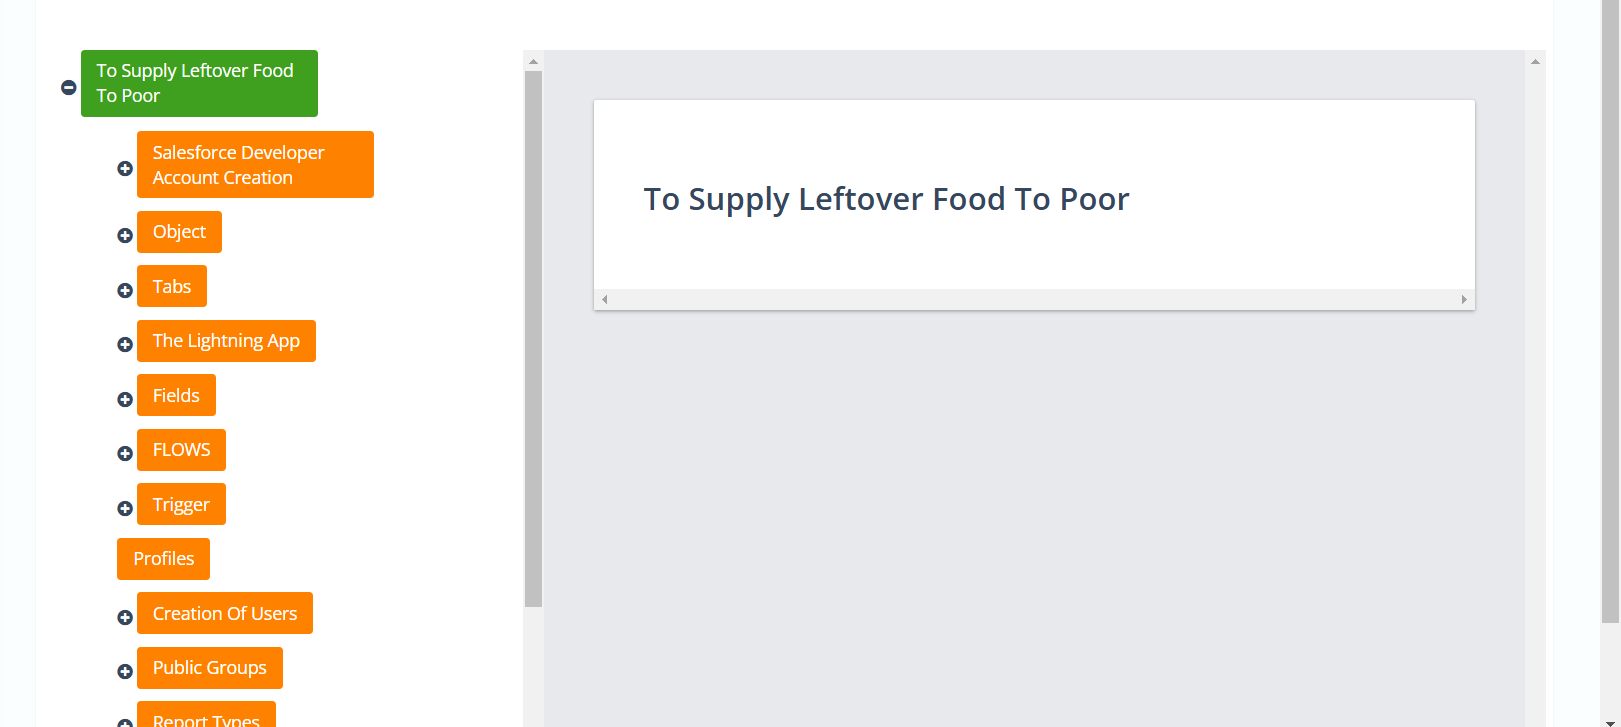 To Supply Leftover Food
To Poor
Salesforce Developer
Account Creation
Object
Tabs
The Lightning App
Fields
FLOWS
Trigger
Profiles
Creation Of Users
Public Groups
Report Types
To Supply Leftover Food To Poor